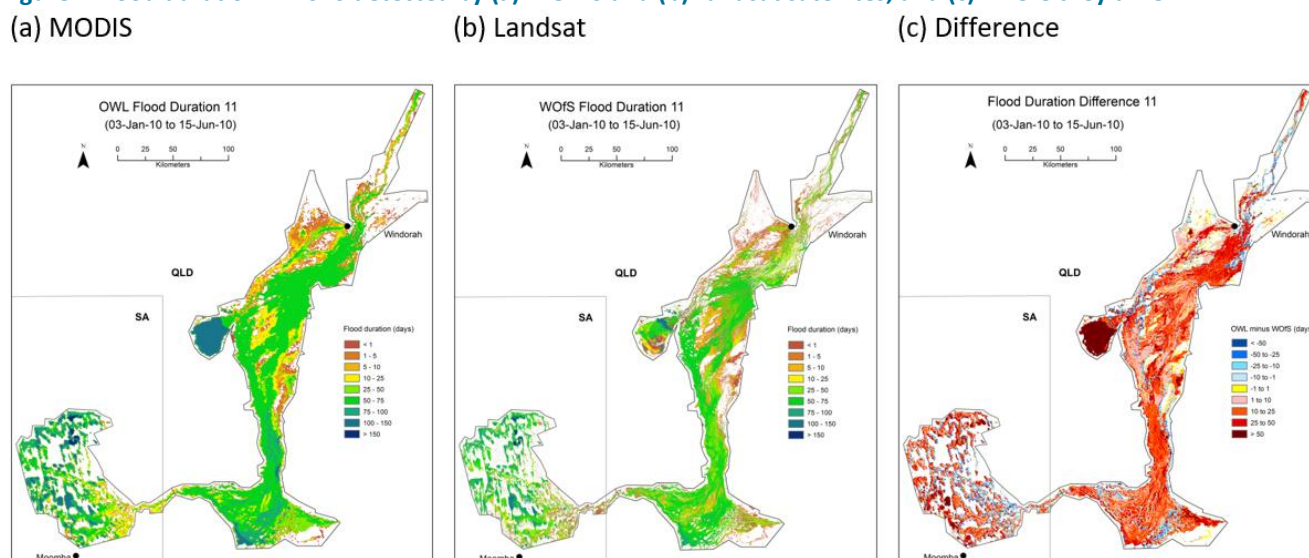 (a) MODIS
(b) Landsat
(c) Difference
OWL Flood Duration 11
(03-Jan-10 to 15-Jun-10)
N
0 25 50 100
Kilometers
Windorah
QLD
SA
Flood duration (days)
< 1
1 - 5
5 - 10
10 - 25
25 - 50
50 - 75
75 - 100
100 - 150
> 150
Moomba
WOfS Flood Duration 11
(03-Jan-10 to 15-Jun-10)
N
0 25 50 100
Kilometers
Windorah
QLD
SA
Flood duration (days)
< 1
1 - 5
5 - 10
10 - 25
25 - 50
50 - 75
75 - 100
100 - 150
> 150
Moomba
Flood Duration Difference 11
(03-Jan-10 to 15-Jun-10)
N
0 25 50 100
Kilometers
Windorah
QLD
SA
OWL minus WOfS (days
< -50
-50 to -25
-25 to -10
-10 to -1
-1 to 1
1 to 10
10 to 25
25 to 50
> 50
Moomba